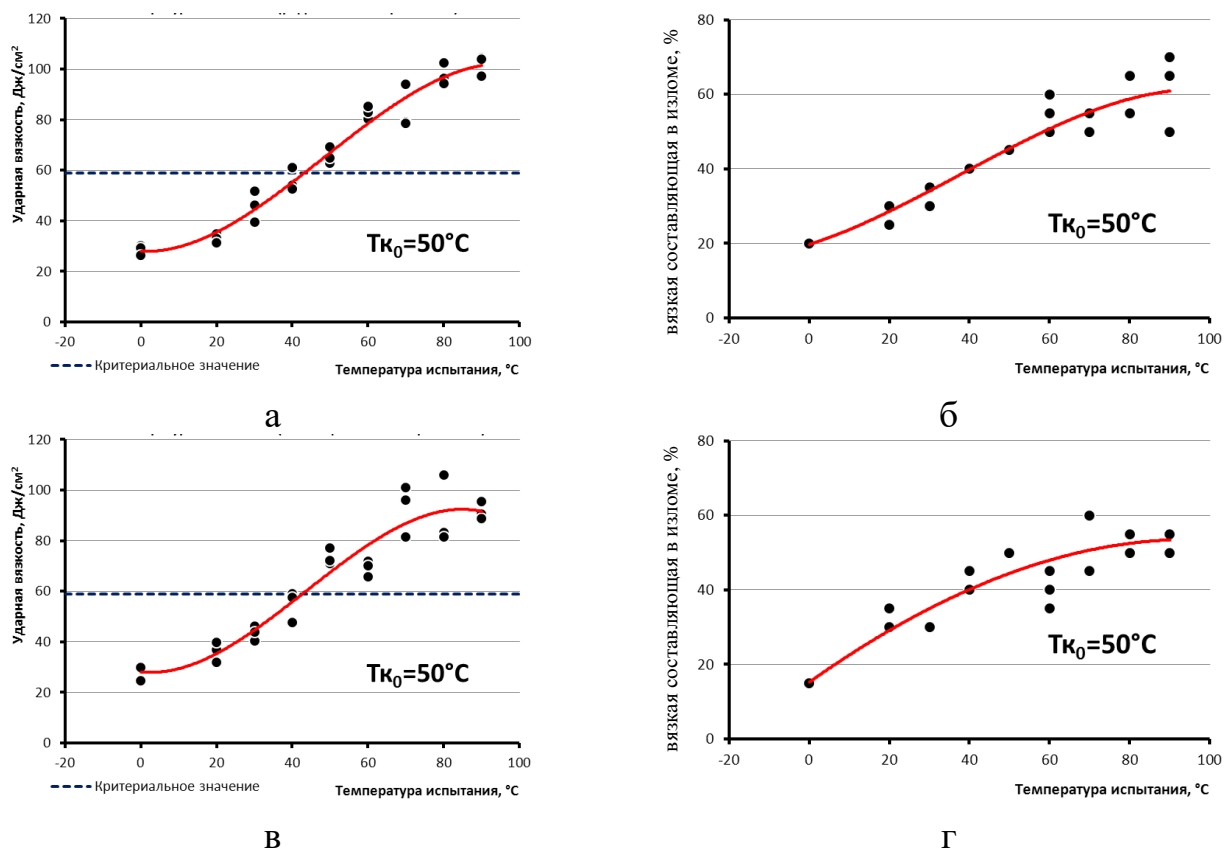 Ударная вязкость, Дж/см²
120
100
80
60
40
20
0
-20 0 20 40 60 80 100
Тк₀=50°С
Критериальное значение
Температура испытания, °С
а
вязкая составляющая в изломе, %
80
60
40
20
0
-20 0 20 40 60 80 100
Тк₀=50°С
Температура испытания, °С
б
Ударная вязкость, Дж/см²
120
100
80
60
40
20
0
-20 0 20 40 60 80 100
Тк₀=50°С
Критериальное значение
Температура испытания, °С
в
вязкая составляющая в изломе, %
80
60
40
20
0
-20 0 20 40 60 80 100
Тк₀=50°С
Температура испытания, °С
г